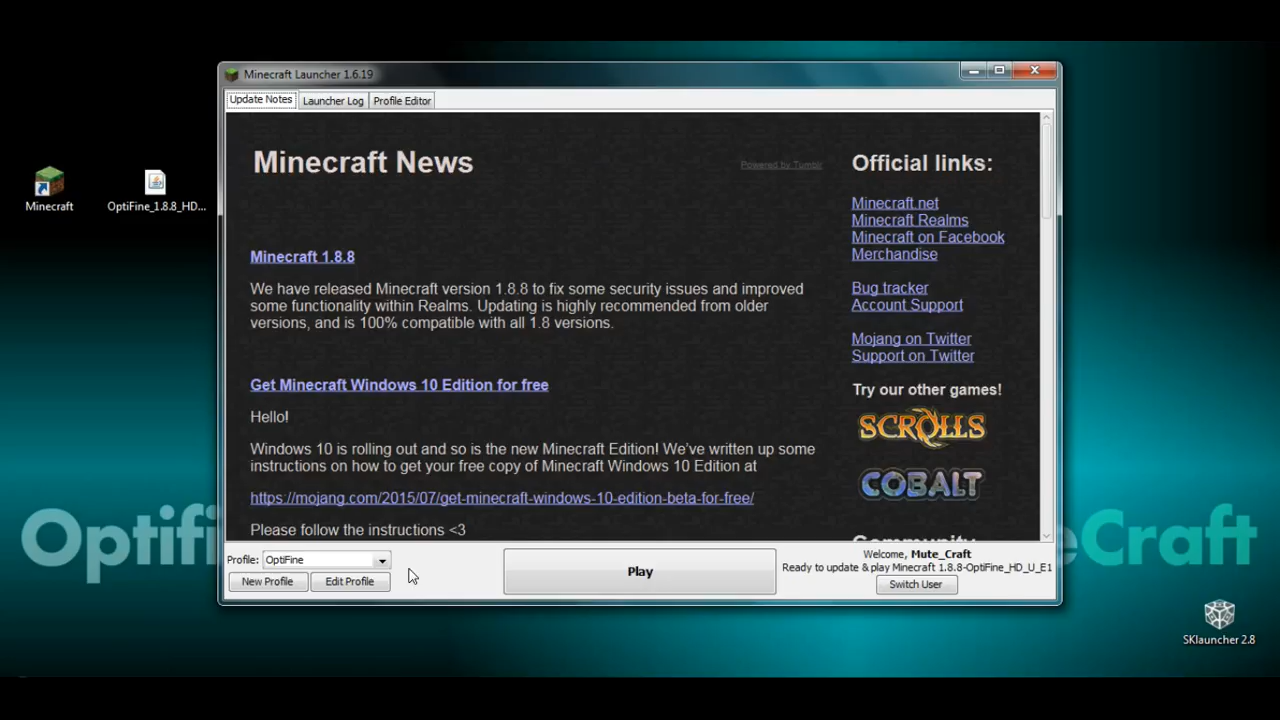 Minecraft Launcher 1.6.19
Update Notes
Launcher Log
Profile Editor
Minecraft
OptiFine_1.8.8_HD...
Minecraft News
Powered by Tumblr
Official links:
Minecraft.net
Minecraft Realms
Minecraft on Facebook
Merchandise
Bug tracker
Account Support
Mojang on Twitter
Support on Twitter
Try our other games!
SCROLLS
COBALT
Minecraft 1.8.8
We have released Minecraft version 1.8.8 to fix some security issues and improved
some functionality within Realms. Updating is highly recommended from older
versions, and is 100% compatible with all 1.8 versions.
Get Minecraft Windows 10 Edition for free
Hello!
Windows 10 is rolling out and so is the new Minecraft Edition! We've written up some
instructions on how to get your free copy of Minecraft Windows 10 Edition at
https://mojang.com/2015/07/get-minecraft-windows-10-edition-beta-for-free/
Please follow the instructions <3
Profile: OptiFine
New Profile
Edit Profile
Play
Welcome, Mute_Craft
Ready to update & play Minecraft 1.8.8-OptiFine_HD_U_E1
Switch User
SKlauncher 2.8